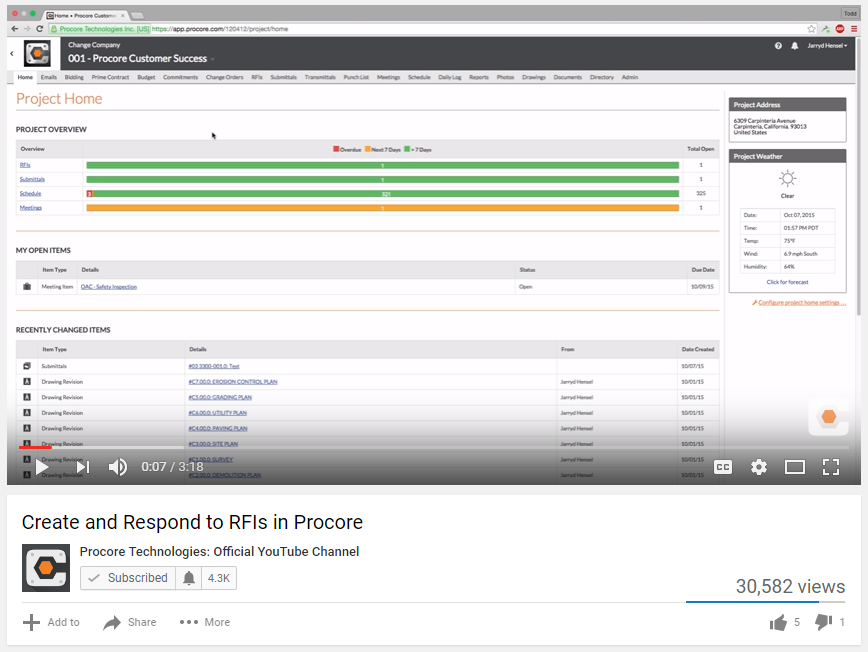 Home • Procore Customer
Todd
Procore Technologies Inc. [US] https://app.procore.com/120412/project/home
Change Company
001 - Procore Customer Success
Jarryd Hensel
Home Emails Bidding Prime Contract Budget Commitments Change Orders RFIs Submittals Transmittals Punch List Meetings Schedule Daily Log Reports Photos Drawings Documents Directory Admin
Project Home
PROJECT OVERVIEW
Overview Overdue Next 7 Days > 7 Days Total Open
RFIs 1 1
Submittals 1 1
Schedule 3 321 325
Meetings 1 1
MY OPEN ITEMS
Item Type Details Status Due Date
Meeting Item OAC - Safety Inspection Open 10/09/15
RECENTLY CHANGED ITEMS
Item Type Details From Date Created
Submittals #03 3300-001.0: Test 10/07/15
Drawing Revision #C7.00.0: EROSION CONTROL PLAN Jarryd Hensel 10/01/15
Drawing Revision #C5.00.0: GRADING PLAN Jarryd Hensel 10/01/15
Drawing Revision #C6.00.0: UTILITY PLAN Jarryd Hensel 10/01/15
Drawing Revision #C4.00.0: PAVING PLAN Jarryd Hensel 10/01/15
Drawing Revision #C3.00.0: SITE PLAN Jarryd Hensel 10/01/15
Drawing Revision #C1.00.0: SURVEY Jarryd Hensel 10/01/15
Drawing Revision #C2.00.0: DEMOLITION PLAN Jarryd Hensel 10/01/15
Project Address
6309 Carpinteria Avenue
Carpinteria, California. 93013
United States
Project Weather
Clear
Date: Oct 07, 2015
Time: 01:57 PM PDT
Temp: 75°F
Wind: 6.9 mph South
Humidity: 64%
Click for forecast
Configure project home settings ...
0:07 / 3:18
CC
Create and Respond to RFIs in Procore
Procore Technologies: Official YouTube Channel
Subscribed 4.3K
30,582 views
Add to Share More 5 1